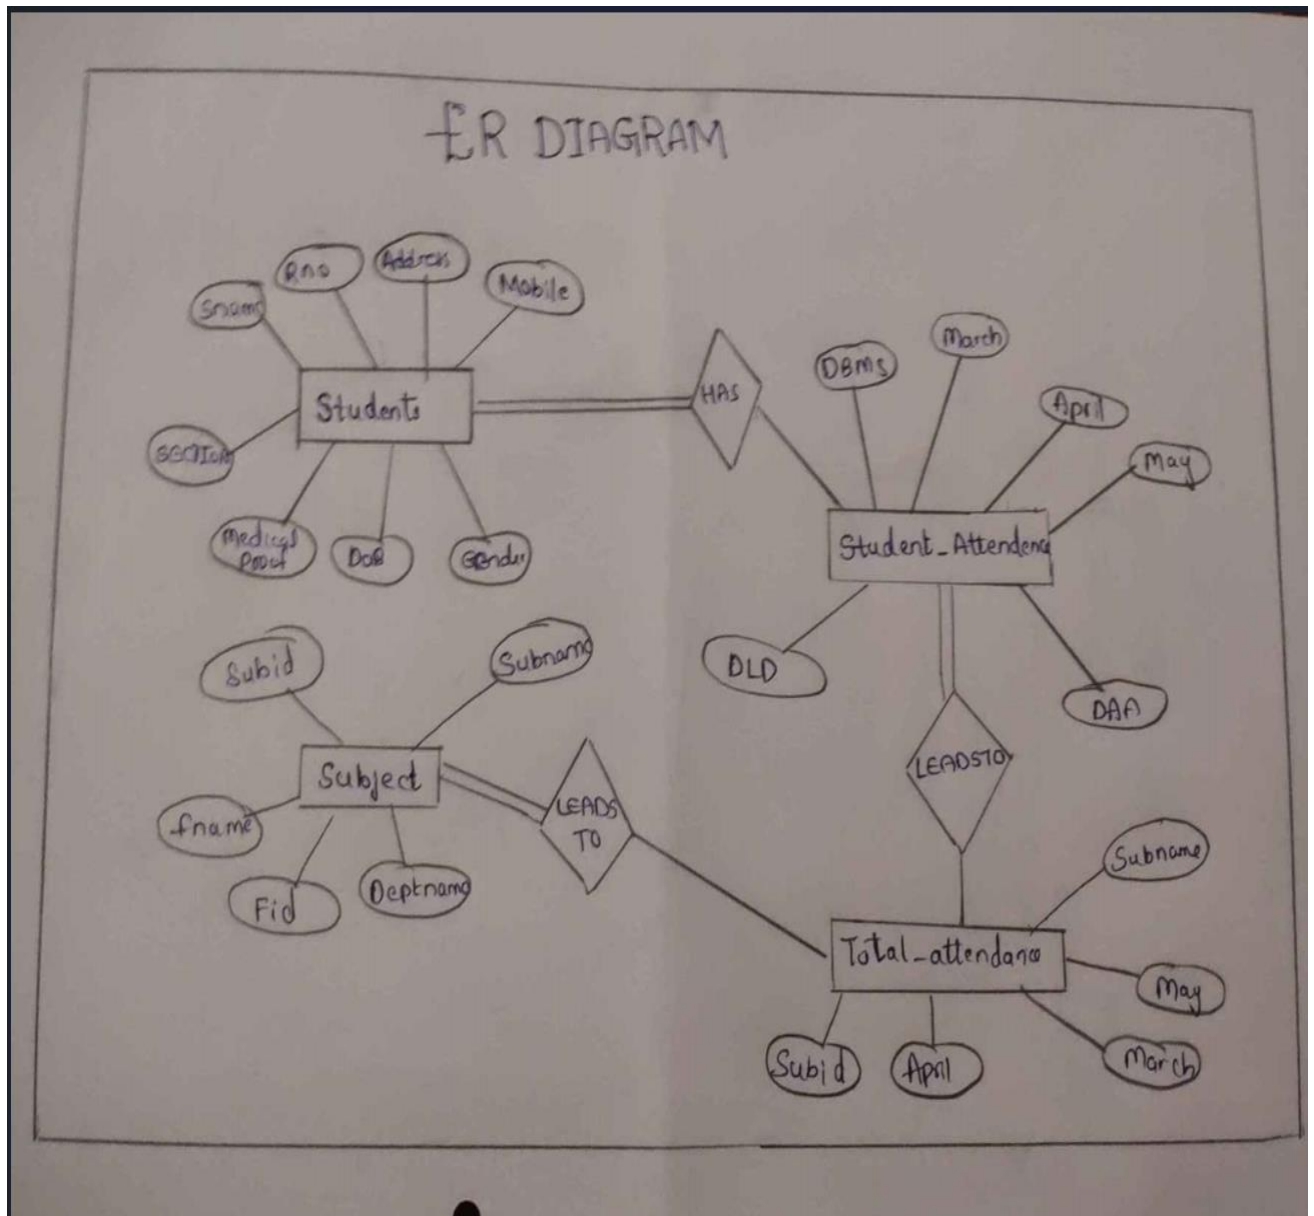 ER DIAGRAM
Sname
Rno
Address
Mobile
Students
SECTION
Medical
Proof
DOB
Gender
HAS
DBMS
March
April
May
Student_Attendence
DLD
DAA
LEADSTO
Subid
Subname
Subject
fname
Fid
Deptname
LEADS
TO
Subname
Total_attendance
May
Subid
April
March